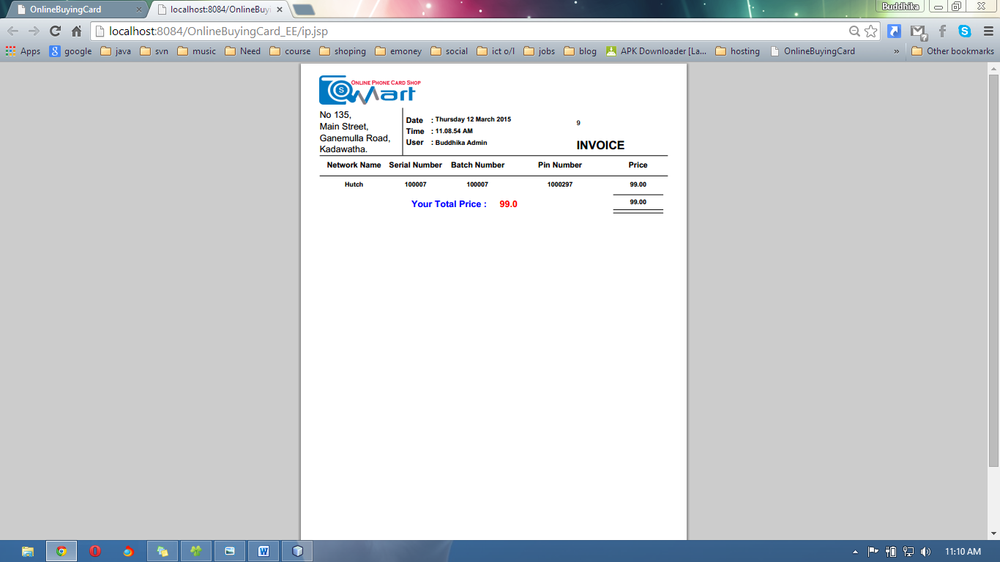 OnlineBuyingCard
localhost:8084/OnlineBuyi
Buddhika
localhost:8084/OnlineBuyingCard_EE/ip.jsp
Apps google java svn music Need course shoping emoney social ict o/l jobs blog APK Downloader [La... hosting OnlineBuyingCard » Other bookmarks
Online Phone Card Shop
S Mart
No 135,
Main Street,
Ganemulla Road,
Kadawatha.
Date : Thursday 12 March 2015
Time : 11.08.54 AM
User : Buddhika Admin
9
INVOICE
Network Name Serial Number Batch Number Pin Number Price
Hutch 100007 100007 1000297 99.00
99.00
Your Total Price : 99.0
11:10 AM